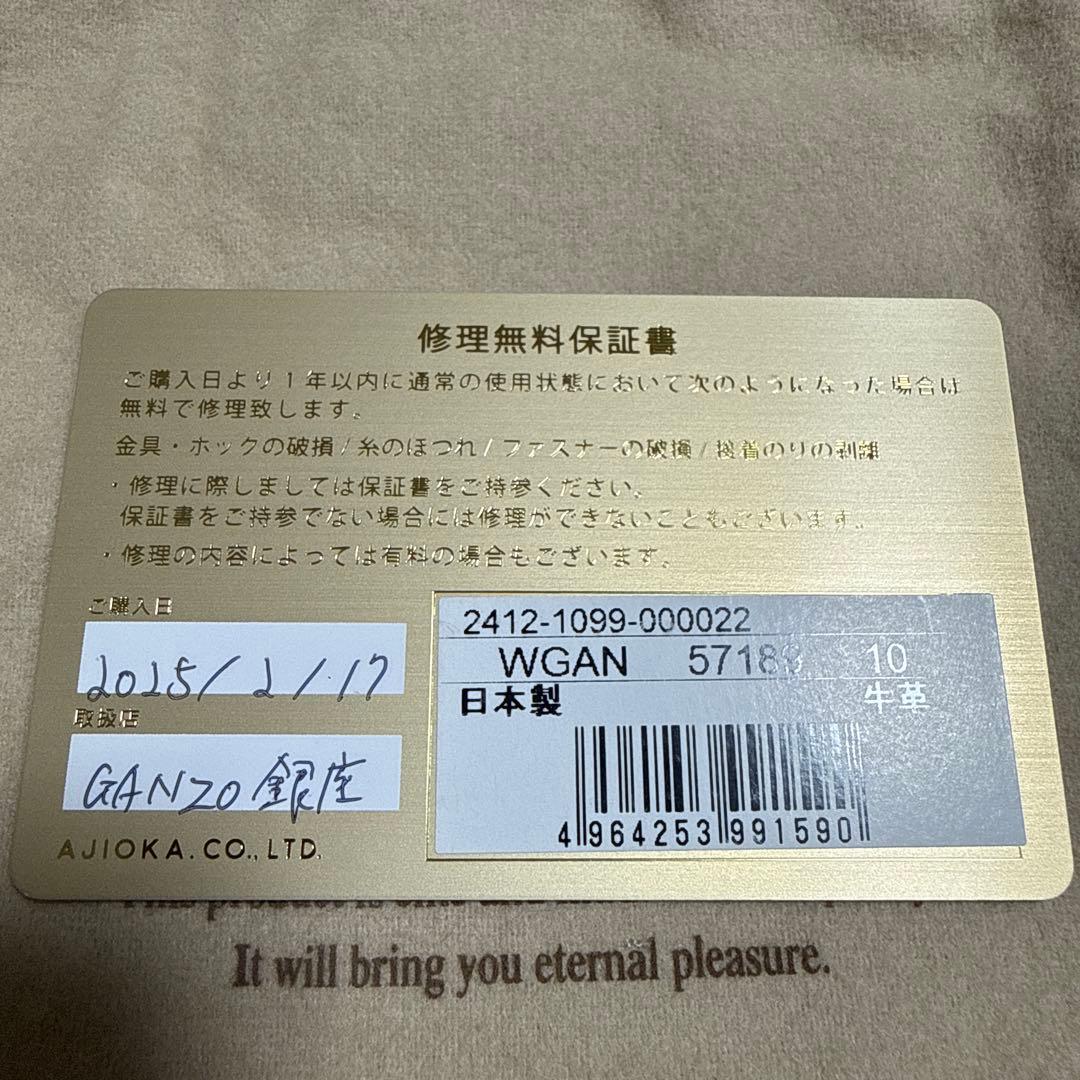 修理無料保証書
ご購入日より1年以内に通常の使用状態において次のようになった場合は
無料で修理致します。
金具・ホックの破損/糸のほつれ/ファスナーの破損/接着のりの剥離
・修理に際しましては保証書をご持参ください。
保証書をご持参でない場合には修理ができないこともございます。
・修理の内容によっては有料の場合もございます。
ご購入日
2025/2/17
取扱店
GANZO 銀座
AJIOKA.CO.,LTD.
2412-1099-000022
WGAN 10
日本製 牛革
4 964253 991590
It will bring you eternal pleasure.